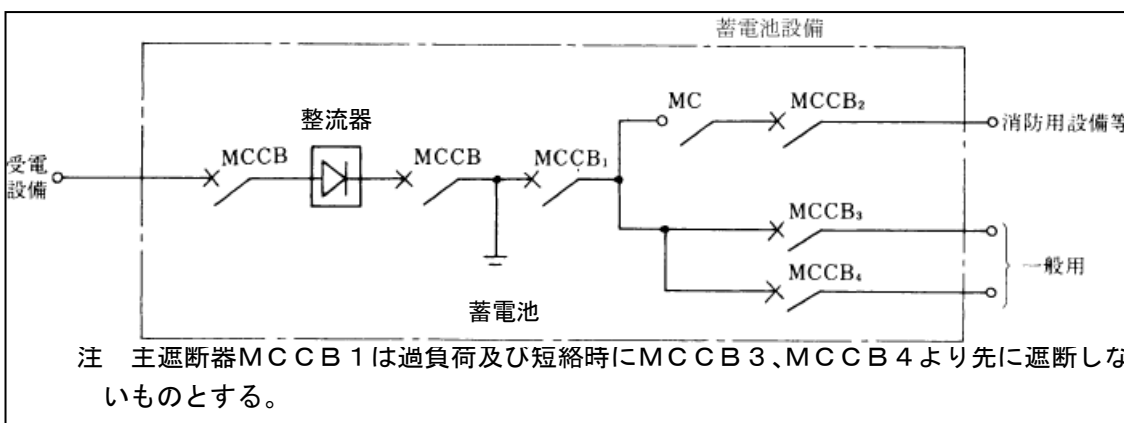 蓄電池設備
MC
MCCB₂
消防用設備等
整流器
受電
設備
MCCB
MCCB
MCCB₁
MCCB₃
一般用
MCCB₄
蓄電池
注 主遮断器MCCB1は過負荷及び短絡時にMCCB3、MCCB4より先に遮断しな
いものとする。